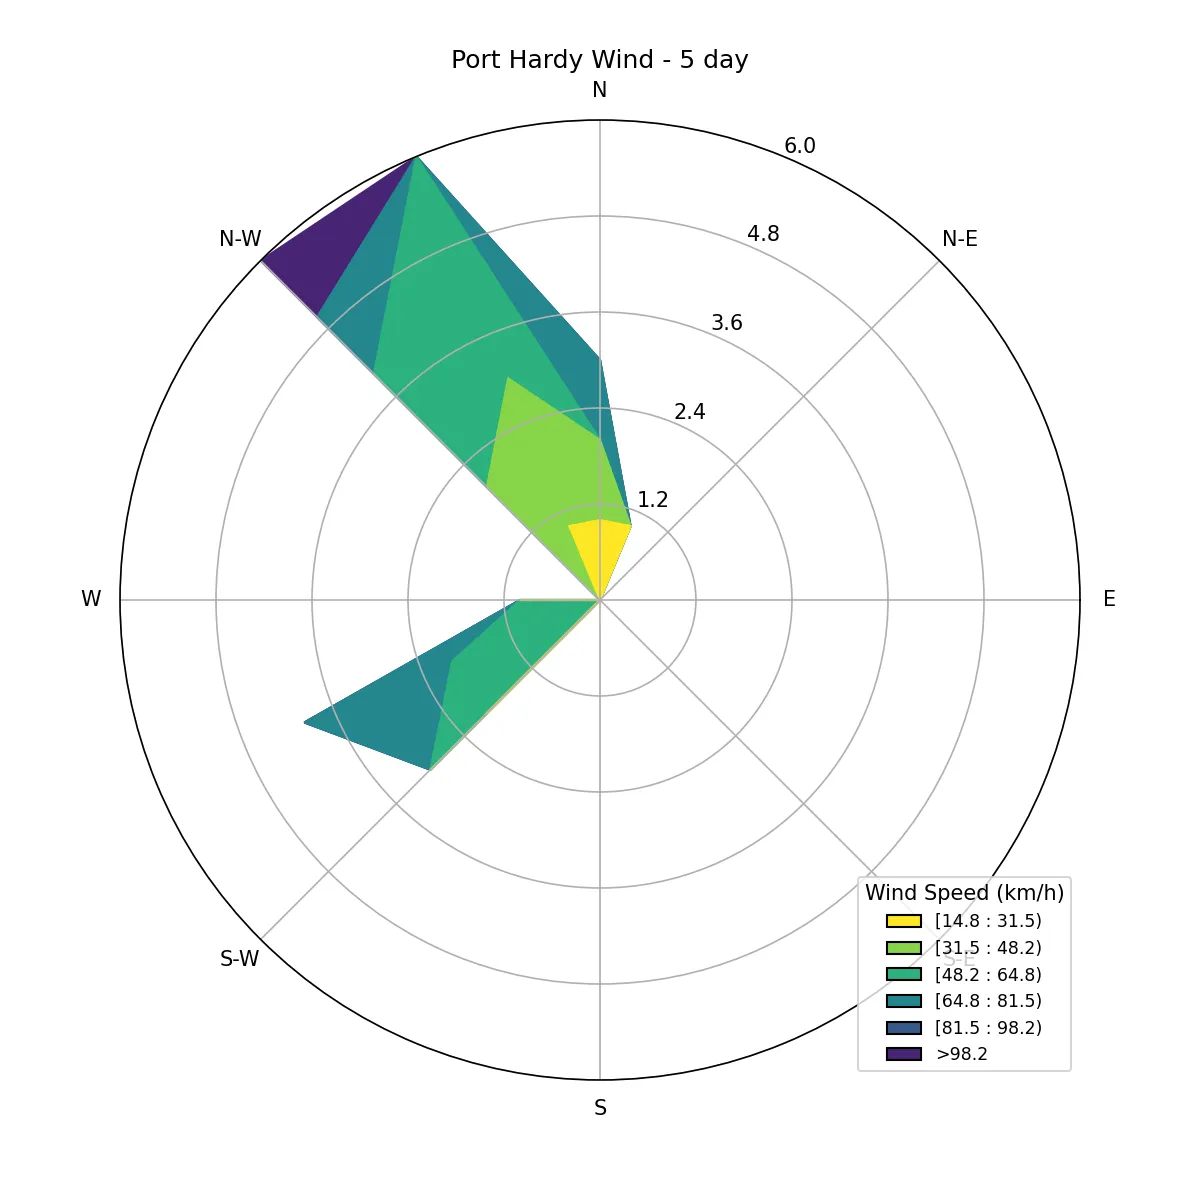 Port Hardy Wind - 5 day
N
6.0
N-W
4.8
N-E
3.6
2.4
1.2
W
E
Wind Speed (km/h)
[14.8 : 31.5)
[31.5 : 48.2)
S-W
S-E
[48.2 : 64.8)
[64.8 : 81.5)
[81.5 : 98.2)
>98.2
S